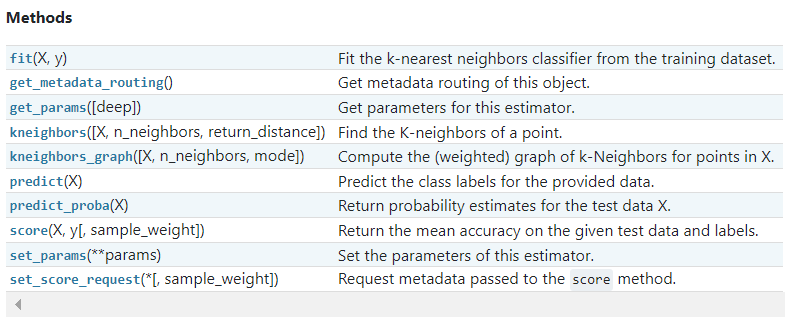 Methods
fit(X, y) Fit the k-nearest neighbors classifier from the training dataset.
get_metadata_routing() Get metadata routing of this object.
get_params([deep]) Get parameters for this estimator.
kneighbors([X, n_neighbors, return_distance]) Find the K-neighbors of a point.
kneighbors_graph([X, n_neighbors, mode]) Compute the (weighted) graph of k-Neighbors for points in X.
predict(X) Predict the class labels for the provided data.
predict_proba(X) Return probability estimates for the test data X.
score(X, y[, sample_weight]) Return the mean accuracy on the given test data and labels.
set_params(**params) Set the parameters of this estimator.
set_score_request(*[, sample_weight]) Request metadata passed to the score method.